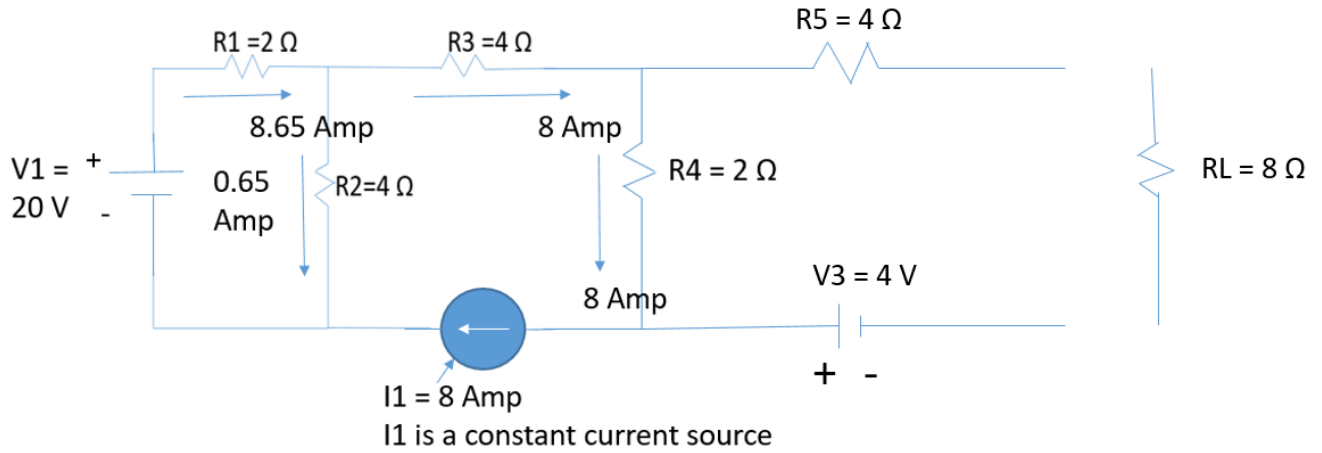 R5 = 4 Ω
R1 =2 Ω
R3 =4 Ω
8.65 Amp
8 Amp
V1 = +
20 V -
0.65
Amp
R2=4 Ω
R4 = 2 Ω
RL = 8 Ω
V3 = 4 V
8 Amp
+ -
I1 = 8 Amp
I1 is a constant current source